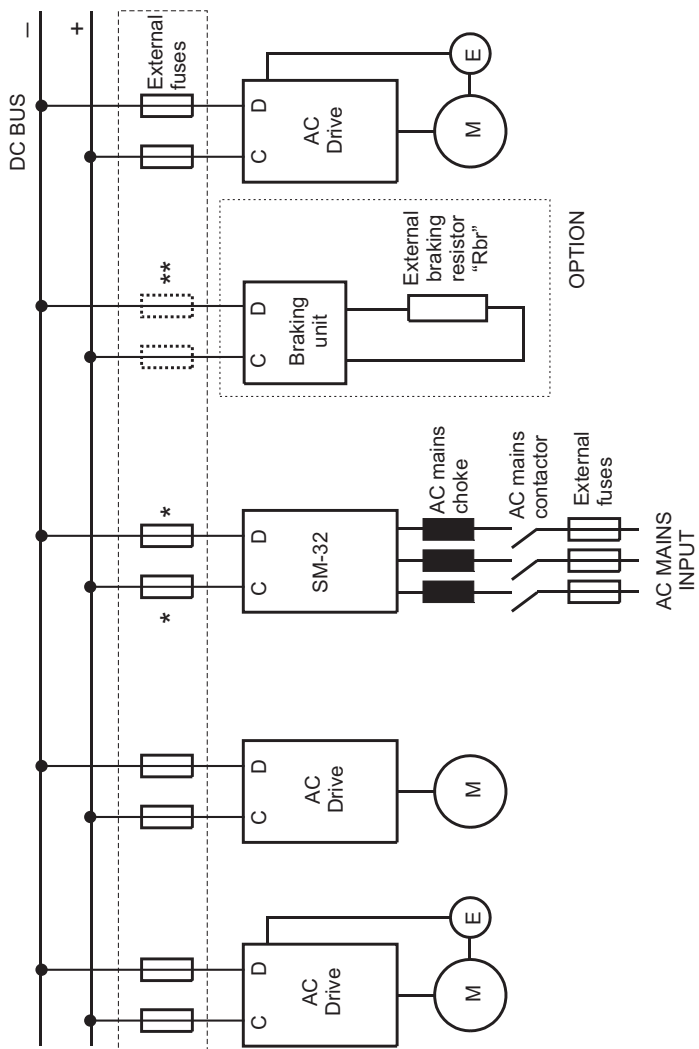 DC BUS
–
+
External
fuses
*
*
**
C
D
AC
Drive
E
M
C
D
AC
Drive
M
C
D
SM-32
AC mains
choke
AC mains
contactor
External
fuses
AC MAINS
INPUT
C
D
Braking
unit
External
braking
resistor
“Rbr”
OPTION
C
D
AC
Drive
E
M